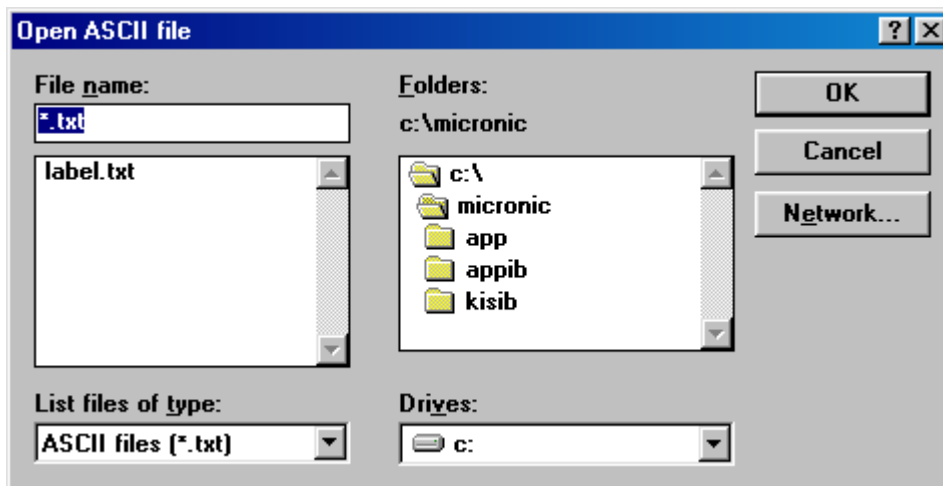 Open ASCII file
File name:
*.txt
label.txt
List files of type:
ASCII files (*.txt)
Folders:
c:\micronic
c:\
micronic
app
appib
kisib
Drives:
c:
OK
Cancel
Network...